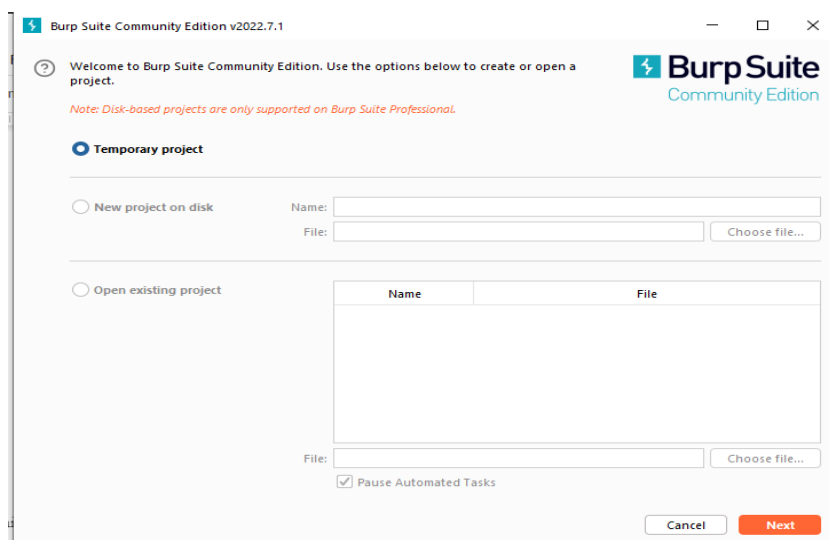 Burp Suite Community Edition v2022.7.1
Welcome to Burp Suite Community Edition. Use the options below to create or open a
project.
Burp Suite
Community Edition
Note: Disk-based projects are only supported on Burp Suite Professional.
Temporary project
New project on disk Name:
File: Choose file...
Open existing project
Name File
File: Choose file...
Pause Automated Tasks
Cancel Next